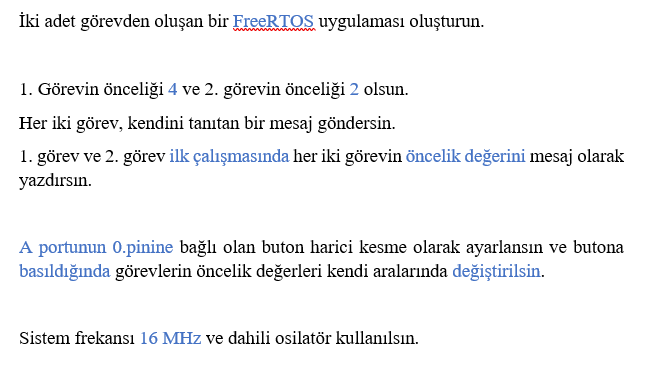 İki adet görevden oluşan bir FreeRTOS uygulaması oluşturun.
1. Görevin önceliği 4 ve 2. görevin önceliği 2 olsun.
Her iki görev, kendini tanıtan bir mesaj göndersin.
1. görev ve 2. görev ilk çalışmasında her iki görevin öncelik değerini mesaj olarak
yazdırsın.
A portunun 0.pinine bağlı olan buton harici kesme olarak ayarlansın ve butona
basıldığında görevlerin öncelik değerleri kendi aralarında değiştirilsin.
Sistem frekansı 16 MHz ve dahili osilatör kullanılsın.